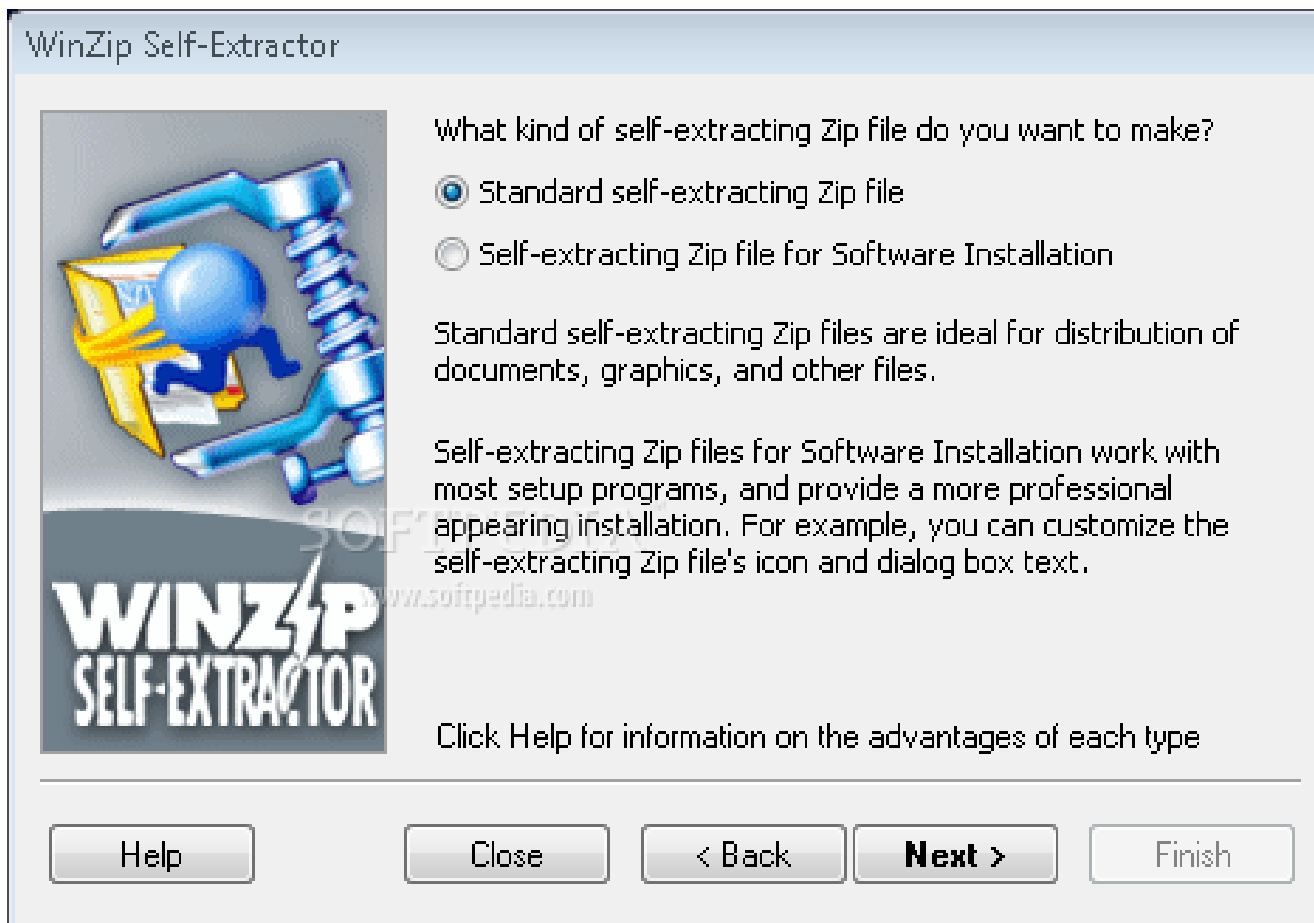 WinZip Self-Extractor
What kind of self-extracting Zip file do you want to make?
Standard self-extracting Zip file
Self-extracting Zip file for Software Installation
Standard self-extracting Zip files are ideal for distribution of
documents, graphics, and other files.
Self-extracting Zip files for Software Installation work with
most setup programs, and provide a more professional
appearing installation. For example, you can customize the
self-extracting Zip file's icon and dialog box text.
SOFTPEDIA
www.softpedia.com
WINZIP
SELF-EXTRACTOR
Click Help for information on the advantages of each type
Help
Close
< Back
Next >
Finish